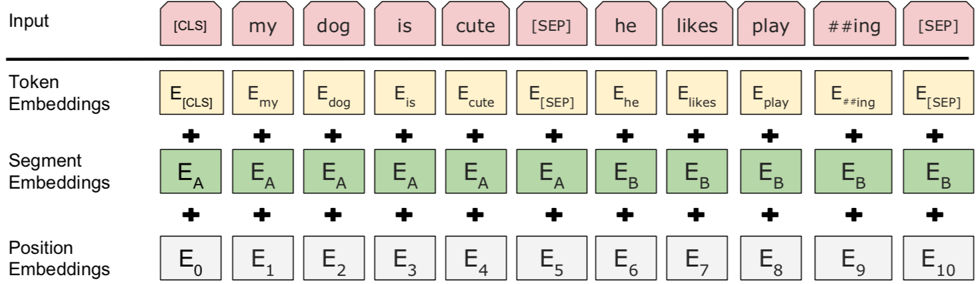 Input [CLS] my dog is cute [SEP] he likes play ##ing [SEP]
Token
Embeddings E[CLS] Emy Edog Eis Ecute E[SEP] Ehe Elikes Eplay E##ing E[SEP]
+ + + + + + + + + + +
Segment
Embeddings EA EA EA EA EA EA EB EB EB EB EB
+ + + + + + + + + + +
Position
Embeddings E0 E1 E2 E3 E4 E5 E6 E7 E8 E9 E10